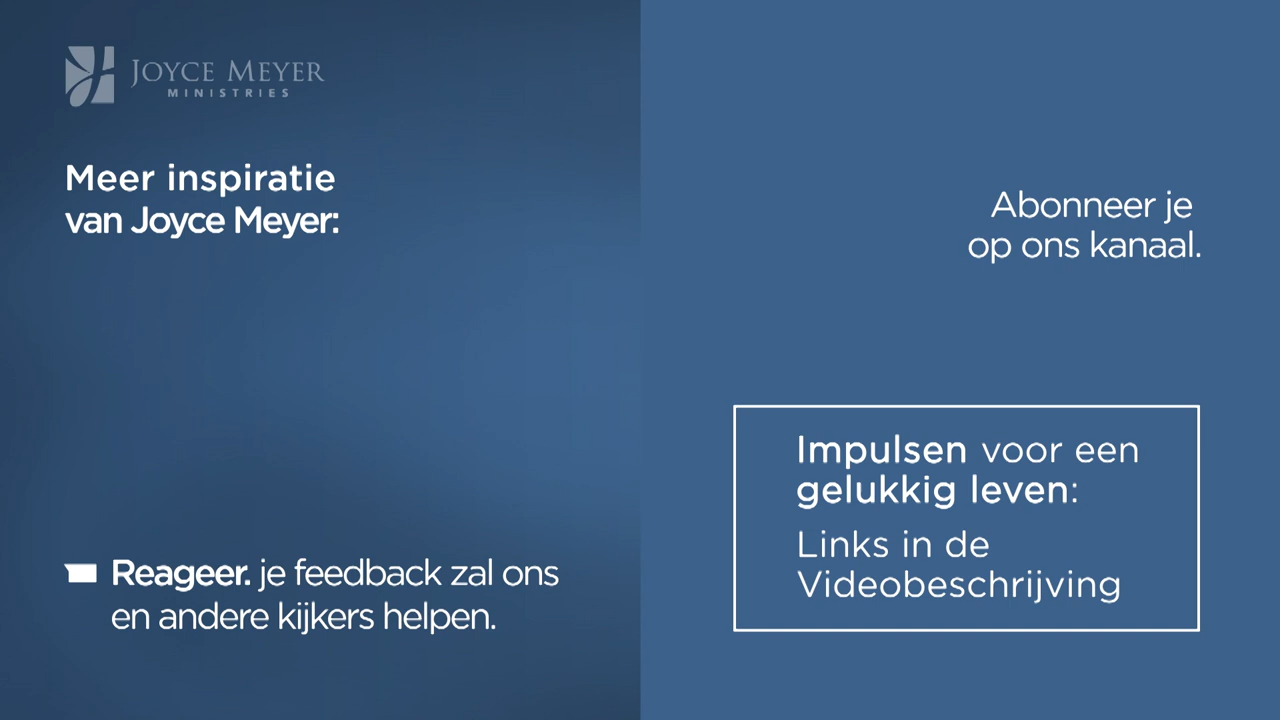 JOYCE MEYER
MINISTRIES
Meer inspiratie
van Joyce Meyer:
Reageer. je feedback zal ons
en andere kijkers helpen.
Abonneer je
op ons kanaal.
Impulsen voor een
gelukkig leven:
Links in de
Videobeschrijving